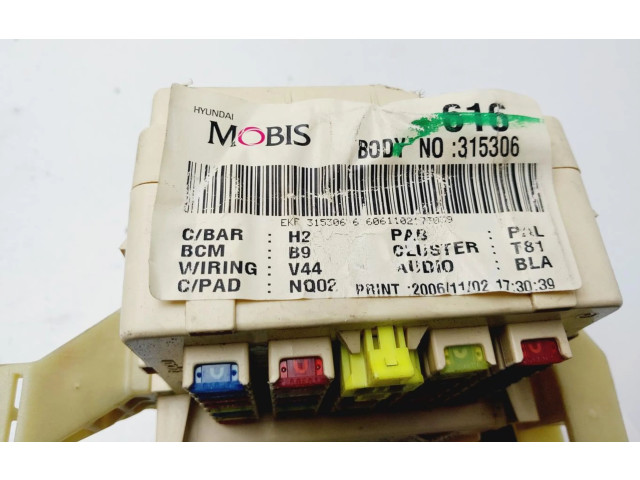 HYUNDAI
MOBIS
616
BODY NO :315306
C/BAR : H2 PAB : PAL
BCM : B9 CLUSTER : T81
WIRING : V44 AUDIO : BLA
C/PAD : NQ02 PRINT :2006/11/02 17:30:39